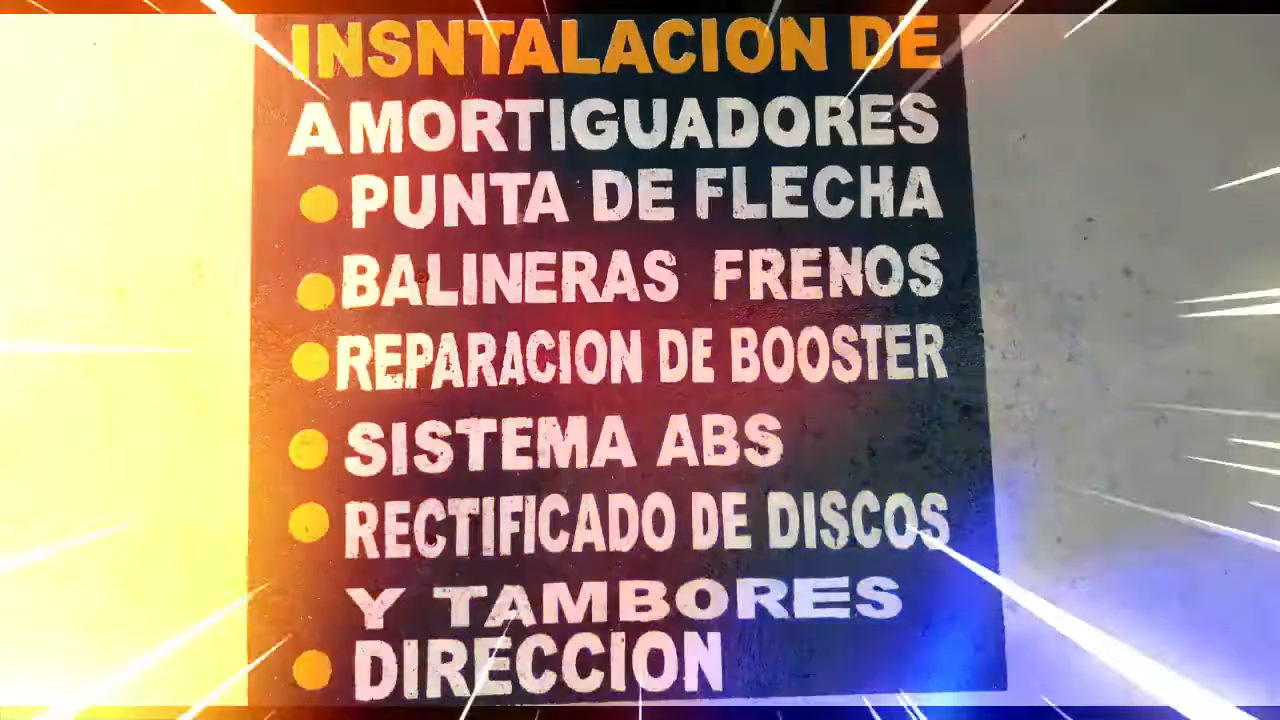 INSNTALACION DE
AMORTIGUADORES
PUNTA DE FLECHA
BALINERAS FRENOS
REPARACION DE BOOSTER
SISTEMA ABS
RECTIFICADO DE DISCOS
Y TAMBORES
DIRECCION